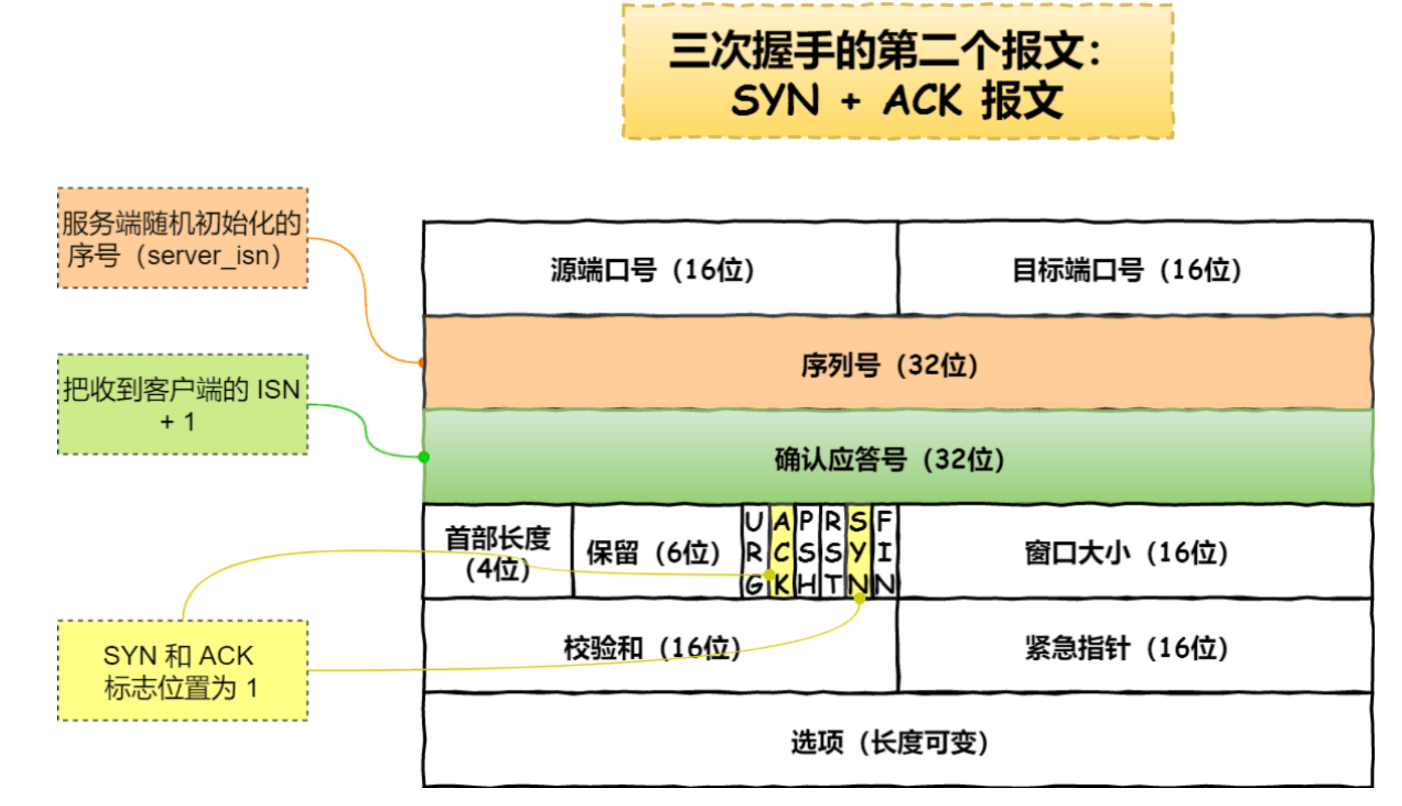 三次握手的第二个报文：
SYN + ACK 报文
服务端随机初始化的
序号（server_isn）
源端口号（16位）
目标端口号（16位）
序列号（32位）
把收到客户端的 ISN
+ 1
确认应答号（32位）
首部长度
(4位)
保留（6位）
URG
ACK
PSH
RST
SYN
FIN
窗口大小（16位）
SYN 和 ACK
标志位置为 1
校验和（16位）
紧急指针（16位）
选项（长度可变）